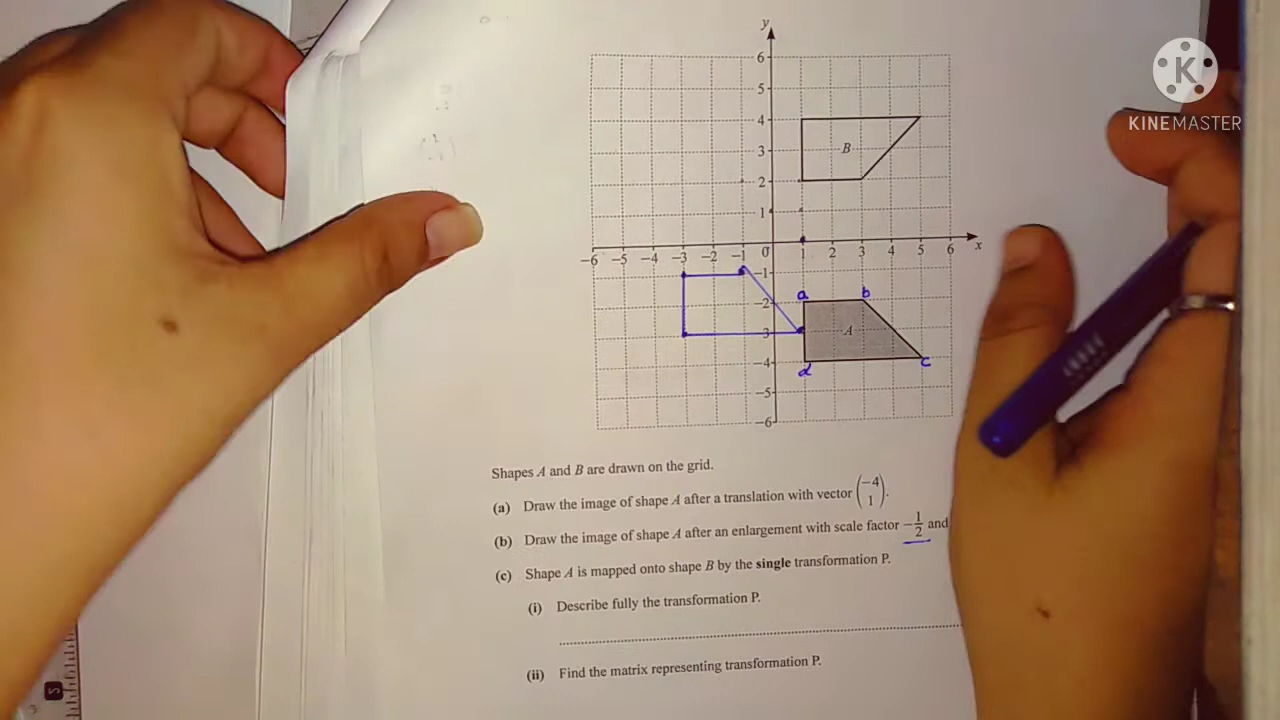 K
KINEMASTER
y
6
5
4
B
3
2
1
-6 -5 -4 -3 -2 -1 0 1 2 3 4 5 6 x
-1
a b
-2
A
-3
-4
d c
-5
-6
Shapes A and B are drawn on the grid.
(a) Draw the image of shape A after a translation with vector (-4 1).
(b) Draw the image of shape A after an enlargement with scale factor -1/2 and
(c) Shape A is mapped onto shape B by the single transformation P.
(i) Describe fully the transformation P.
(ii) Find the matrix representing transformation P.
S